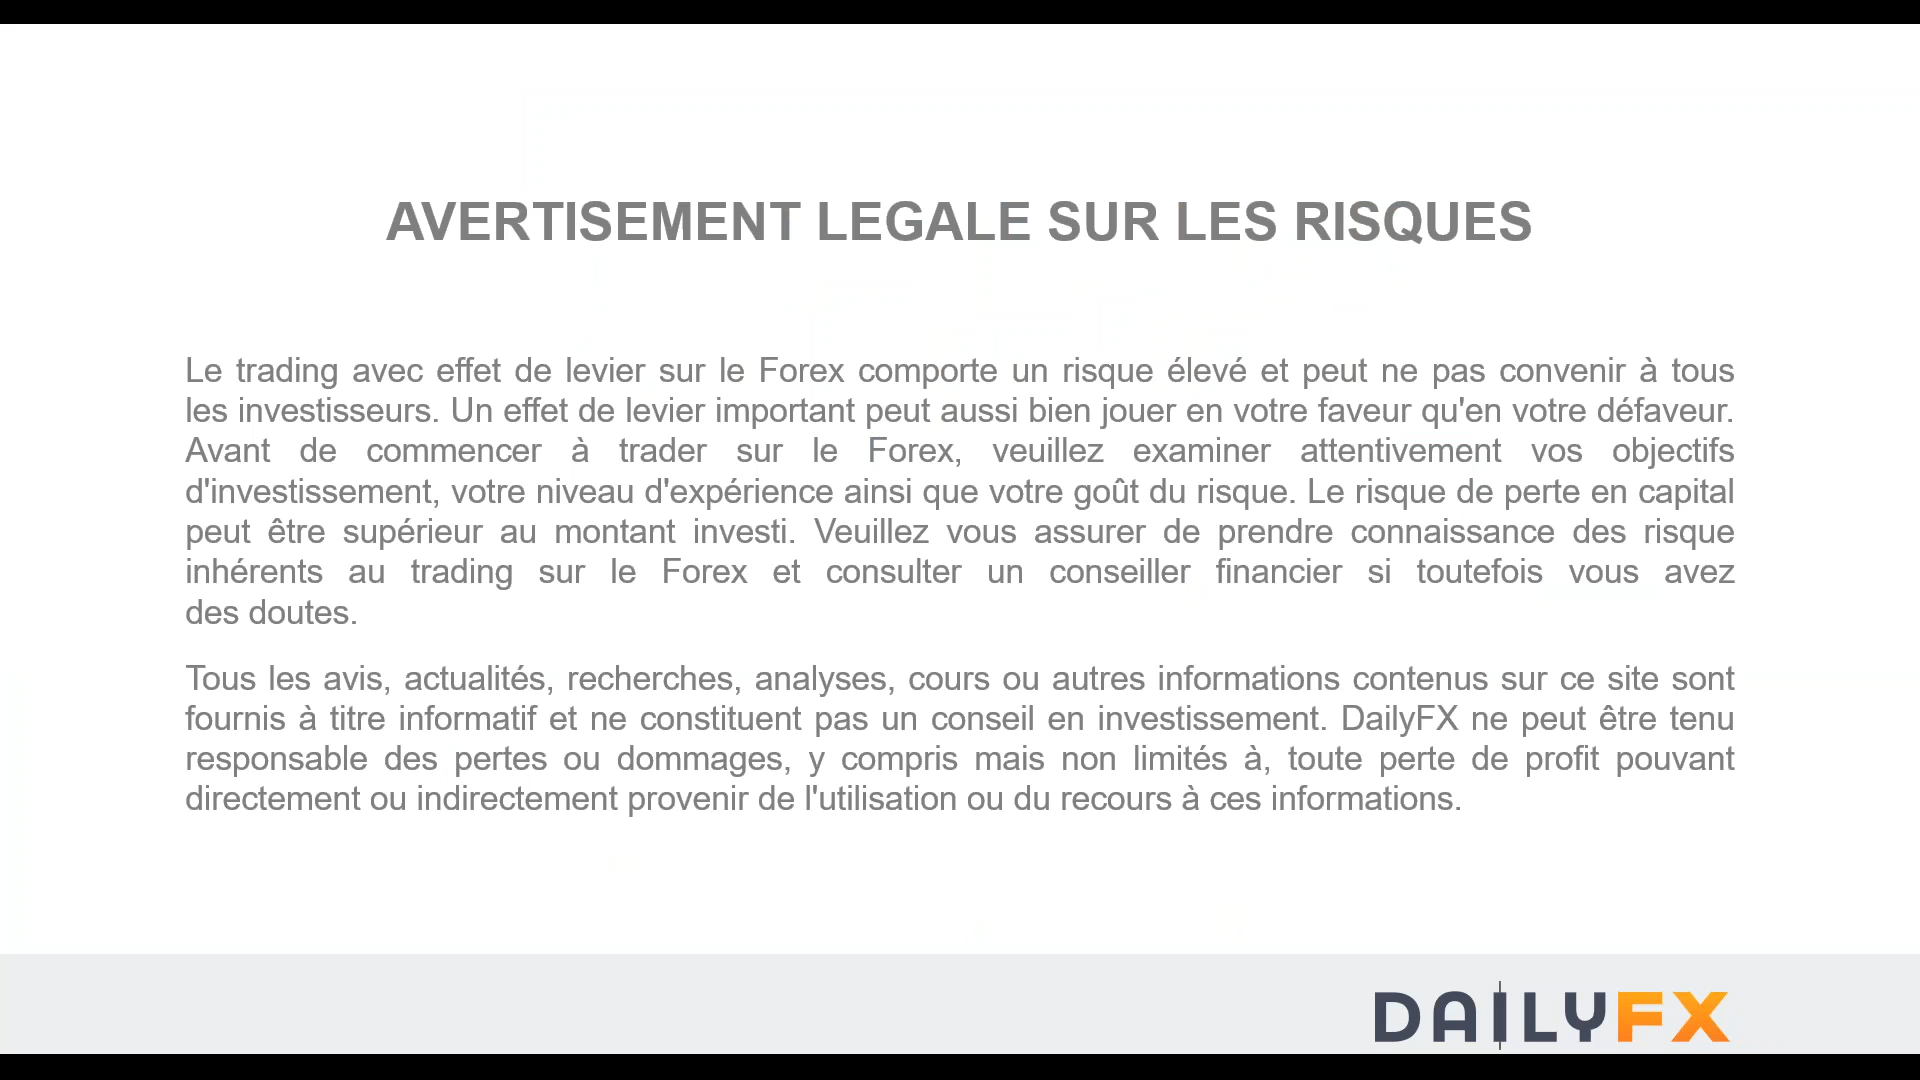 AVERTISEMENT LEGALE SUR LES RISQUES
Le trading avec effet de levier sur le Forex comporte un risque élevé et peut ne pas convenir à tous
les investisseurs. Un effet de levier important peut aussi bien jouer en votre faveur qu'en votre défaveur.
Avant de commencer à trader sur le Forex, veuillez examiner attentivement vos objectifs
d'investissement, votre niveau d'expérience ainsi que votre goût du risque. Le risque de perte en capital
peut être supérieur au montant investi. Veuillez vous assurer de prendre connaissance des risque
inhérents au trading sur le Forex et consulter un conseiller financier si toutefois vous avez
des doutes.
Tous les avis, actualités, recherches, analyses, cours ou autres informations contenus sur ce site sont
fournis à titre informatif et ne constituent pas un conseil en investissement. DailyFX ne peut être tenu
responsable des pertes ou dommages, y compris mais non limités à, toute perte de profit pouvant
directement ou indirectement provenir de l'utilisation ou du recours à ces informations.
DAILYFX